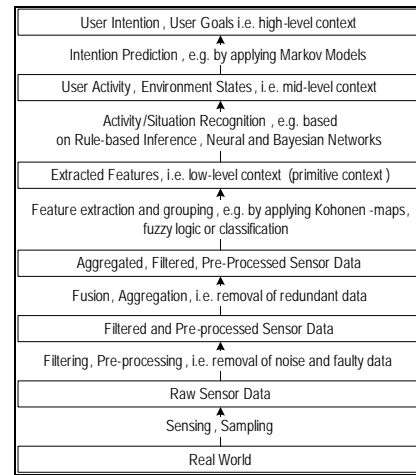 User Intention, User Goals i.e. high-level context
Intention Prediction, e.g. by applying Markov Models
User Activity, Environment States, i.e. mid-level context
Activity/Situation Recognition, e.g. based
on Rule-based Inference, Neural and Bayesian Networks
Extracted Features, i.e. low-level context (primitive context)
Feature extraction and grouping, e.g. by applying Kohonen-maps,
fuzzy logic or classification
Aggregated, Filtered, Pre-Processed Sensor Data
Fusion, Aggregation, i.e. removal of redundant data
Filtered and Pre-processed Sensor Data
Filtering, Pre-processing, i.e. removal of noise and faulty data
Raw Sensor Data
Sensing, Sampling
Real World